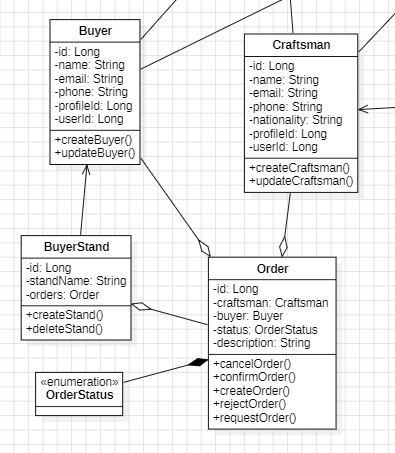 Buyer
-id: Long
-name: String
-email: String
-phone: String
-profileId: Long
-userId: Long
+createBuyer()
+updateBuyer()
Craftsman
-id: Long
-name: String
-email: String
-phone: String
-nationality: String
-profileId: Long
-userId: Long
+createCraftsman()
+updateCraftsman()
BuyerStand
-id: Long
-standName: String
-orders: Order
+createStand()
+deleteStand()
Order
-id: Long
-craftsman: Craftsman
-buyer: Buyer
-status: OrderStatus
-description: String
+cancelOrder()
+confirmOrder()
+createOrder()
+rejectOrder()
+requestOrder()
«enumeration»
OrderStatus